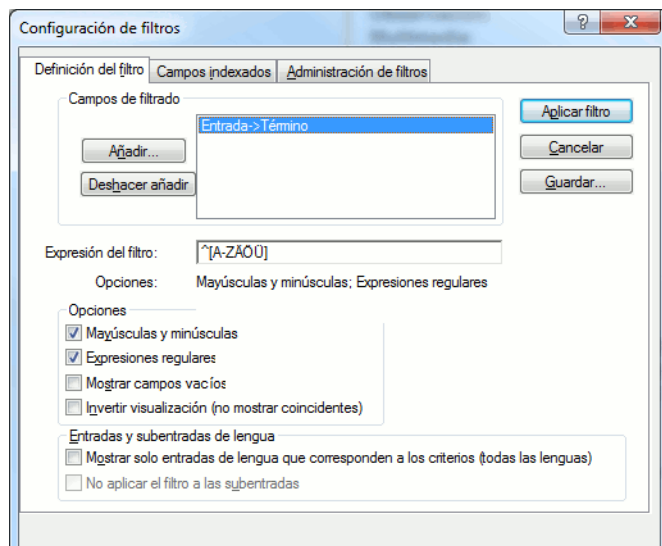 Configuración de filtros
Definición del filtro Campos indexados Administración de filtros
Campos de filtrado
Entrada->Término
Aplicar filtro
Añadir...
Cancelar
Deshacer añadir
Guardar...
Expresión del filtro: ^[A-ZÄÖÜ]
Opciones: Mayúsculas y minúsculas; Expresiones regulares
Opciones
Mayúsculas y minúsculas
Expresiones regulares
Mostrar campos vacíos
Invertir visualización (no mostrar coincidentes)
Entradas y subentradas de lengua
Mostrar solo entradas de lengua que corresponden a los criterios (todas las lenguas)
No aplicar el filtro a las subentradas